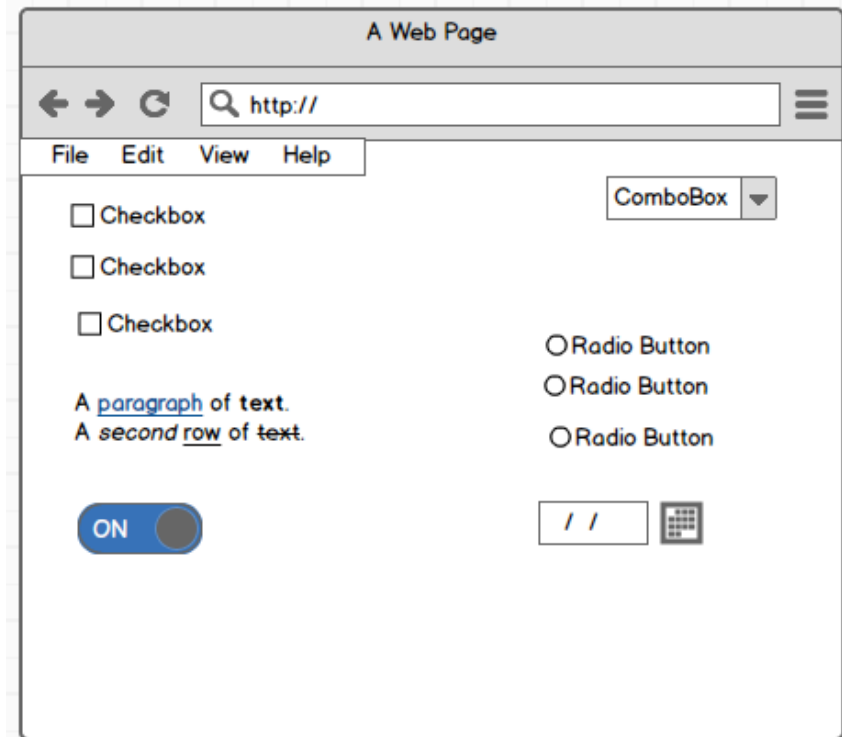 A Web Page
http://
File Edit View Help
ComboBox
Checkbox
Checkbox
Checkbox
Radio Button
Radio Button
A paragraph of text.
A second row of text.
Radio Button
ON
/ /